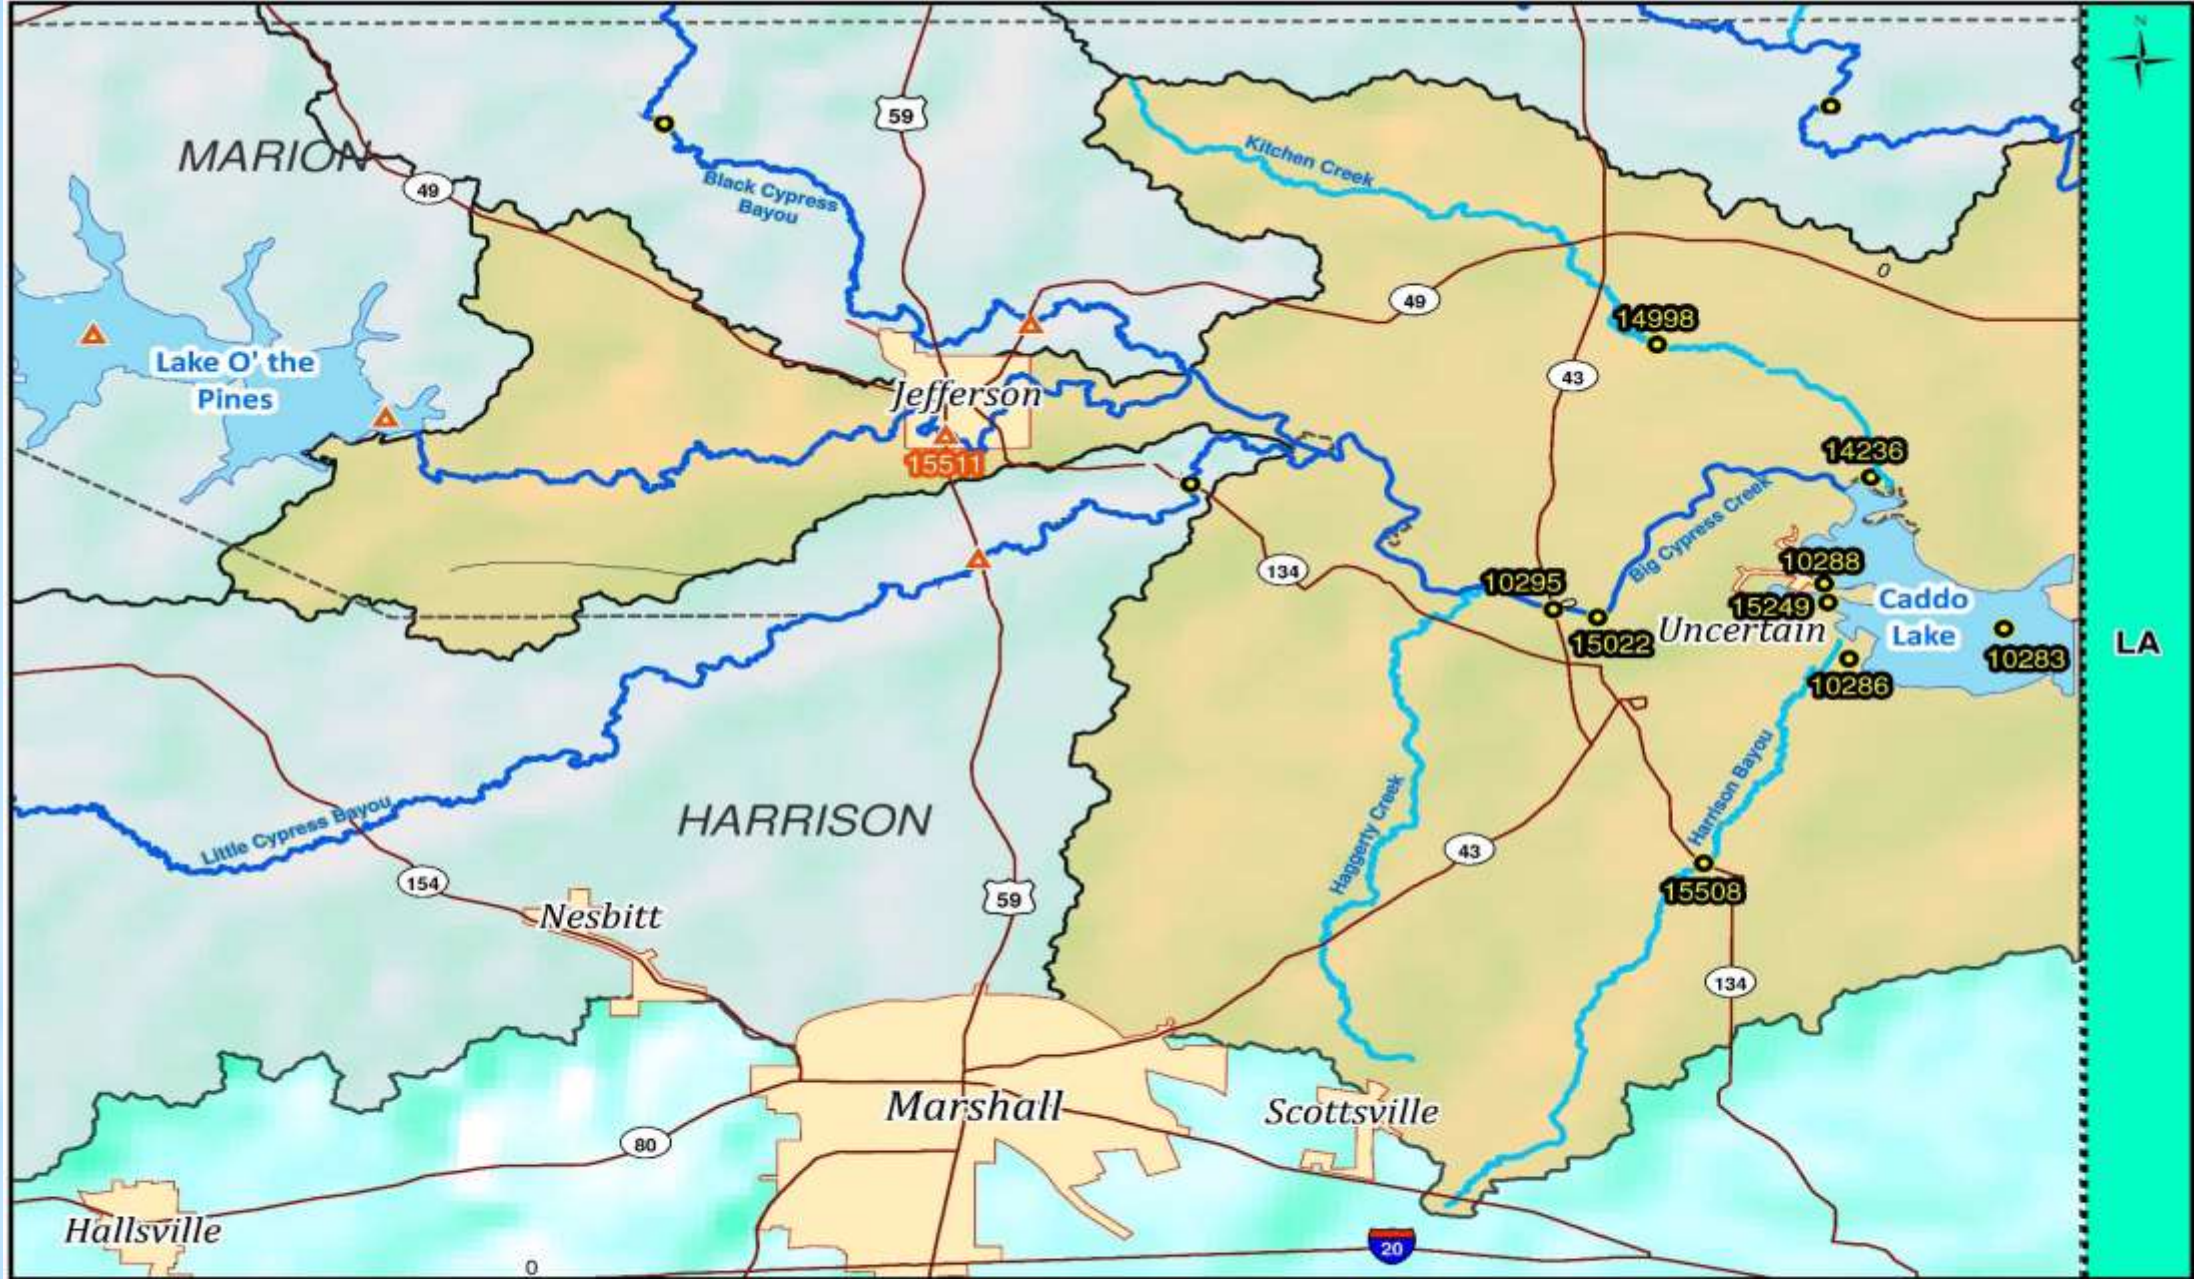 N
59
MARION
Kitchen Creek
49
Black Cypress
Bayou
0
49
14998
Lake O' the
Pines
43
Jefferson
14236
15511
Big Cypress Creek
10288
134
10295
Caddo
Lake
15249
Uncertain
15022
LA
10283
10286
Harrison Bayou
HARRISON
Little Cypress Bayou
Haggerty Creek
43
154
15508
59
Nesbitt
134
Marshall
Scottsville
80
Hallsville
20
0